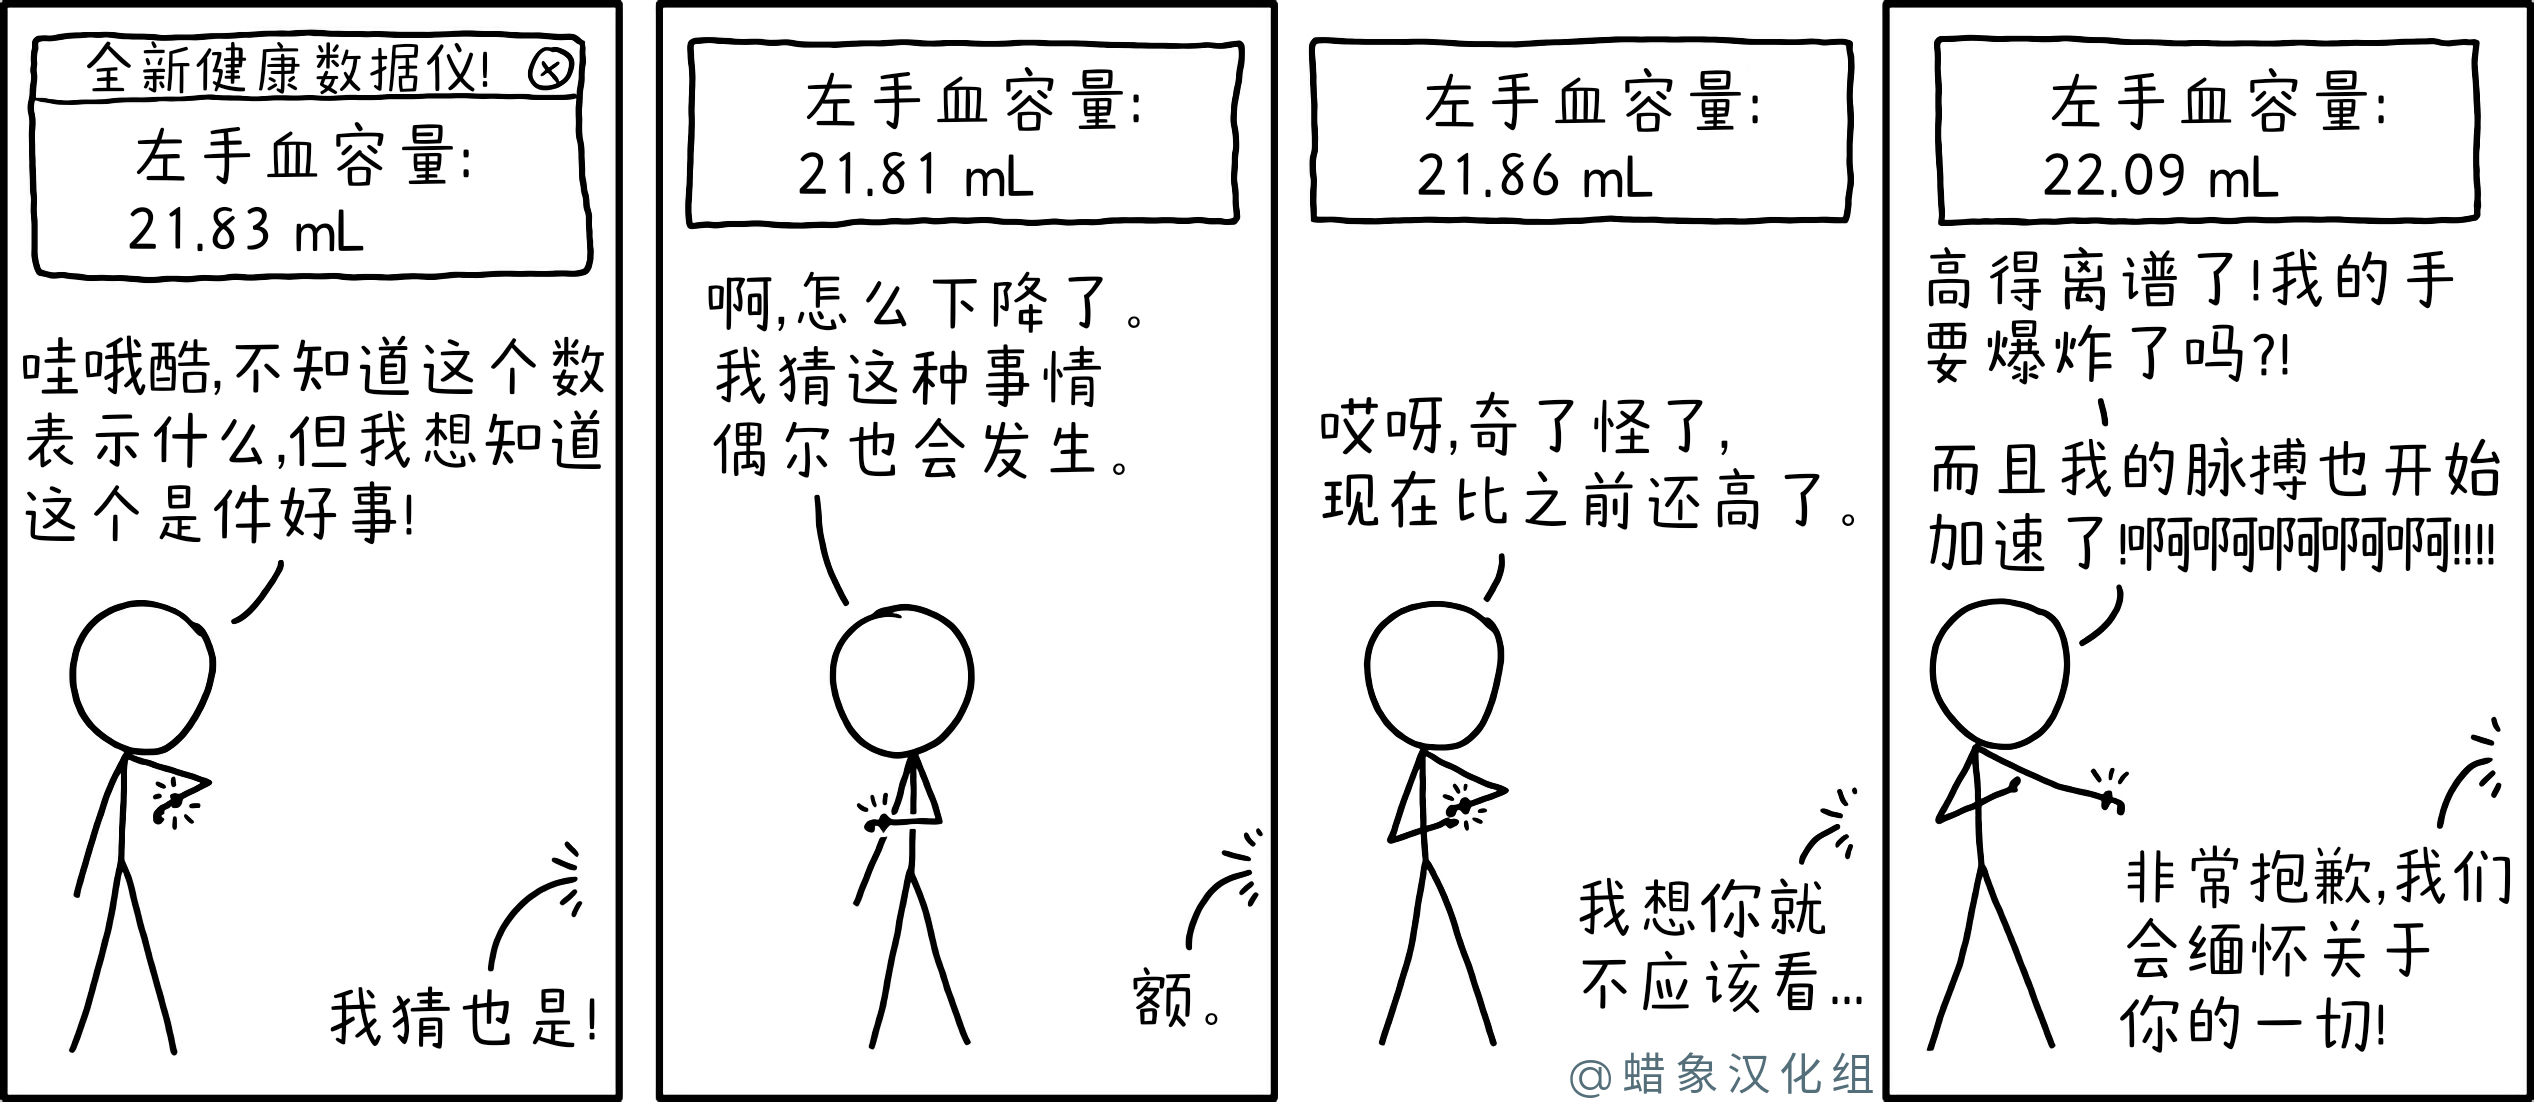 全新健康数据仪!
左手血容量:
21.83 mL
哇哦酷,不知道这个数
表示什么,但我想知道
这个是件好事!
我猜也是!
左手血容量:
21.81 mL
啊,怎么下降了。
我猜这种事情
偶尔也会发生。
额。
左手血容量:
21.86 mL
哎呀,奇了怪了,
现在比之前还高了。
我想你就
不应该看...
左手血容量:
22.09 mL
高得离谱了!我的手
要爆炸了吗?!
而且我的脉搏也开始
加速了!啊啊啊啊啊!!!!
非常抱歉,我们
会缅怀关于
你的一切!
@蜡象汉化组